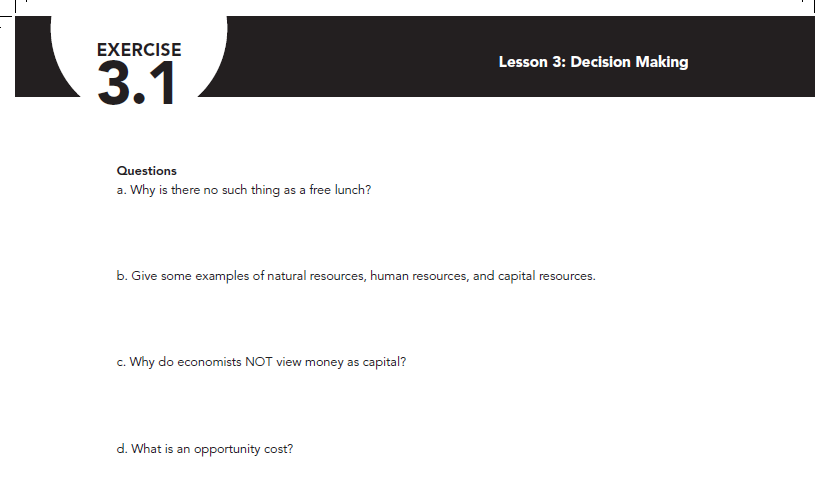 EXERCISE
3.1
Lesson 3: Decision Making
Questions
a. Why is there no such thing as a free lunch?
b. Give some examples of natural resources, human resources, and capital resources.
c. Why do economists NOT view money as capital?
d. What is an opportunity cost?